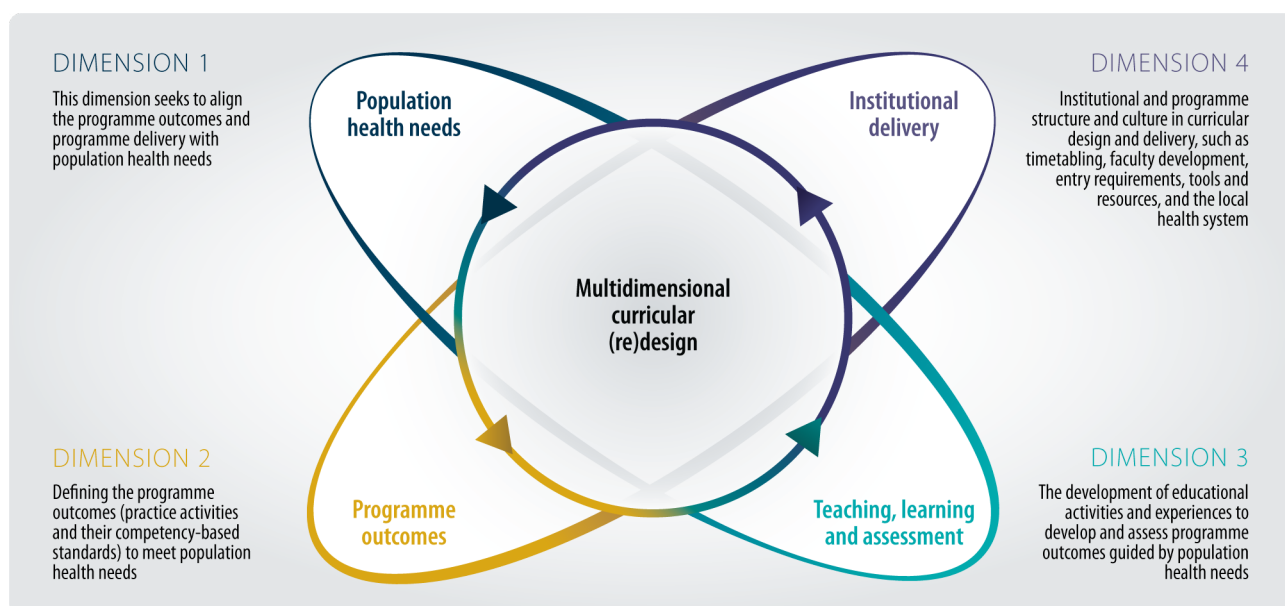 DIMENSION 1
This dimension seeks to align
the programme outcomes and
programme delivery with
population health needs
Population
health needs
Institutional
delivery
DIMENSION 4
Institutional and programme
structure and culture in curricular
design and delivery, such as
timetabling, faculty development,
entry requirements, tools and
resources, and the local
health system
Multidimensional
curricular
(re)design
DIMENSION 2
Defining the programme
outcomes (practice activities
and their competency-based
standards) to meet population
health needs
Programme
outcomes
Teaching, learning
and assessment
DIMENSION 3
The development of educational
activities and experiences to
develop and assess programme
outcomes guided by population
health needs